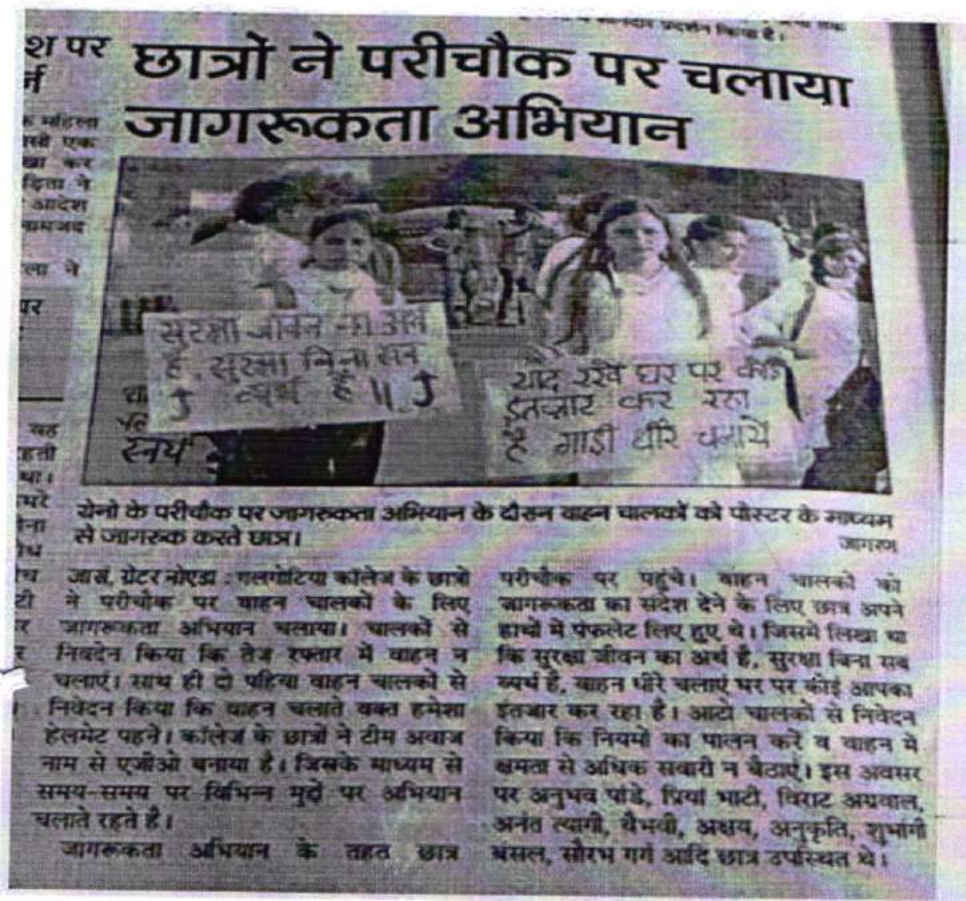 प्रदर्शन किया है।
छात्रों ने परीचौक पर चलाया
जागरूकता अभियान
सुरक्षा जीवन का अर्थ
है, सुरक्षा बिना सब
व्यर्थ है ॥
याद रखें घर पर कोई
इंतज़ार कर रहा
है गाड़ी धीरे चलायें
ग्रेनो के परीचौक पर जागरुकता अभियान के दौरान वाहन चालकों को पोस्टर के माध्यम
से जागरुक करते छात्र।
जागरण
जासं, ग्रेटर नोएडा : गलगोटिया कॉलेज के छात्रों
ने परीचौक पर वाहन चालकों के लिए
जागरूकता अभियान चलाया। चालकों से
निवदेन किया कि तेज रफ्तार में वाहन न
चलाएं। साथ ही दो पहिया वाहन चालकों से
निवेदन किया कि वाहन चलाते वक्त हमेशा
हेलमेट पहनें। कॉलेज के छात्रों ने टीम अवाज
नाम से एजीओ बनाया है। जिसके माध्यम से
समय-समय पर विभिन्न मुद्दों पर अभियान
चलाते रहते है।
जागरूकता अभियान के तहत छात्र
परीचौक पर पहुंचे। वाहन चालकों को
जागरूकता का संदेश देने के लिए छात्र अपने
हाथों में पंफलेट लिए हुए थे। जिसमें लिखा था
कि सुरक्षा जीवन का अर्थ है, सुरक्षा बिना सब
व्यर्थ है, वाहन धीरे चलाएं घर पर कोई आपका
इंतजार कर रहा है। आटो चालकों से निवेदन
किया कि नियमों का पालन करें व वाहन में
क्षमता से अधिक सवारी न बैठाएं। इस अवसर
पर अनुभव पांडे, प्रियां भाटी, विराट अग्रवाल,
अनंत त्यागी, वैभवी, अक्षय, अनुकृति, शुभांगी
बंसल, सौरभ गर्ग आदि छात्र उपस्थित थे।